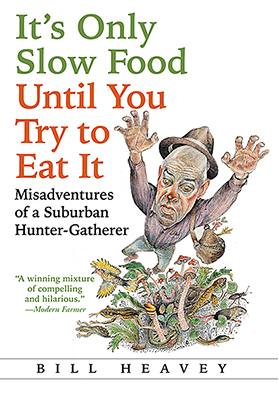 It's Only
Slow Food
Until You
Try to
Eat It
Misadventures
of a Suburban
Hunter-Gatherer
“A winning mixture
of compelling
and hilarious.”
—Modern Farmer
BILL HEAVEY